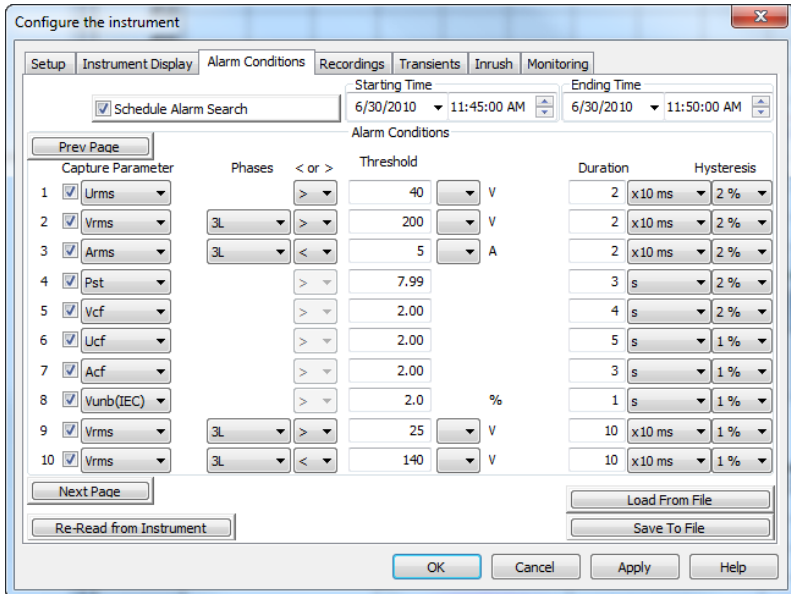 Configure the instrument
x
Setup Instrument Display Alarm Conditions Recordings Transients Inrush Monitoring
Starting Time Ending Time
Schedule Alarm Search 6/30/2010 11:45:00 AM 6/30/2010 11:50:00 AM
Alarm Conditions
Prev Page
Capture Parameter Phases < or > Threshold Duration Hysteresis
1 Urms > 40 V 2 x10 ms 2 %
2 Vrms 3L > 200 V 2 x10 ms 2 %
3 Arms 3L < 5 A 2 x10 ms 2 %
4 Pst > 7.99 3 s 2 %
5 Vcf > 2.00 4 s 2 %
6 Ucf > 2.00 5 s 1 %
7 Acf > 2.00 3 s 1 %
8 Vunb(IEC) > 2.0 % 1 s 1 %
9 Vrms 3L > 25 V 10 x10 ms 1 %
10 Vrms 3L < 140 V 10 x10 ms 1 %
Next Page Load From File
Re-Read from Instrument Save To File
OK Cancel Apply Help